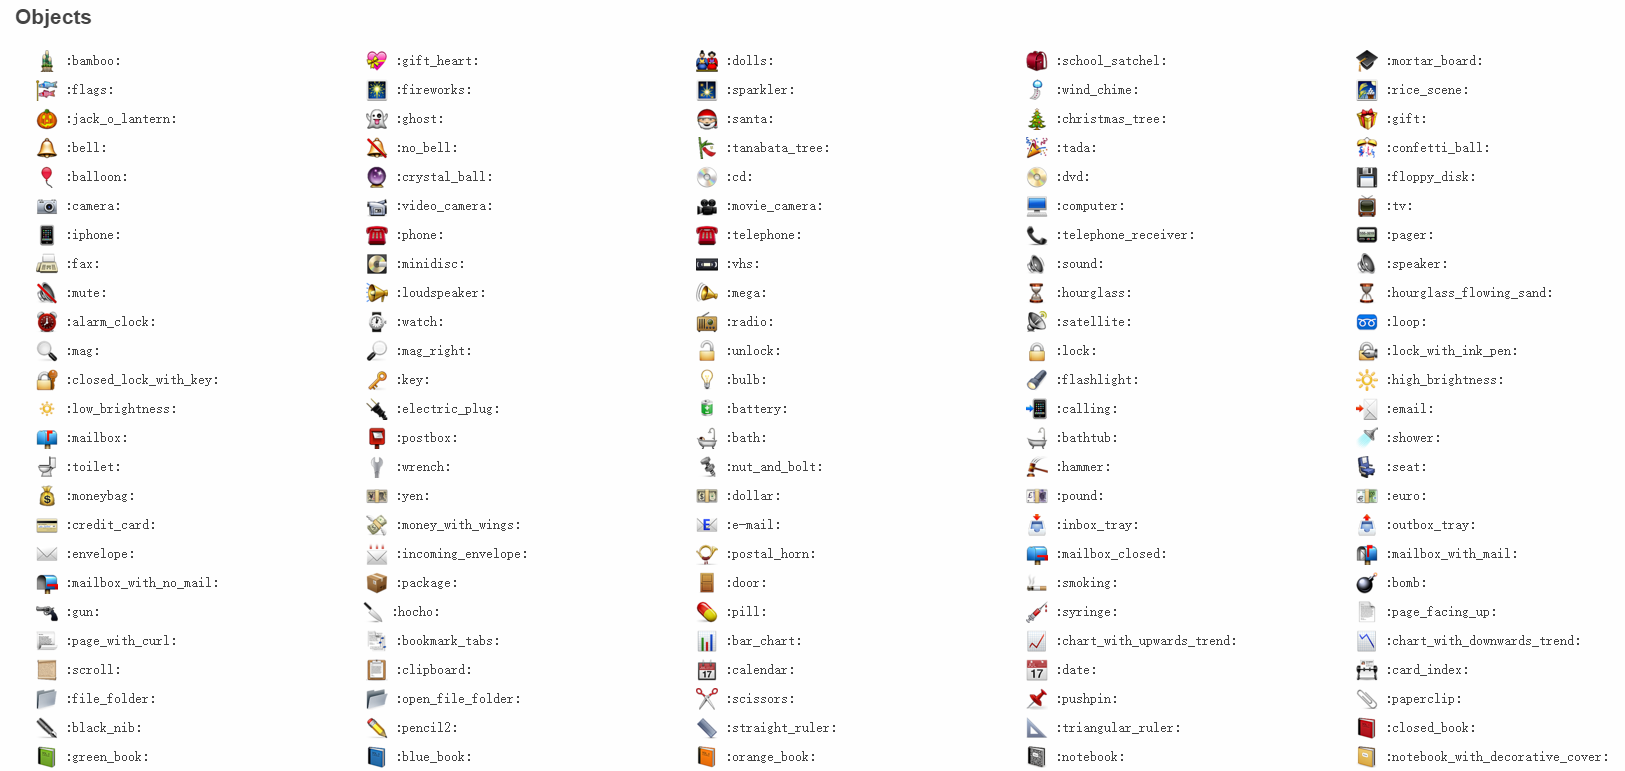 Objects
:bamboo: :gift_heart: :dolls: :school_satchel: :mortar_board:
:flags: :fireworks: :sparkler: :wind_chime: :rice_scene:
:jack_o_lantern: :ghost: :santa: :christmas_tree: :gift:
:bell: :no_bell: :tanabata_tree: :tada: :confetti_ball:
:balloon: :crystal_ball: :cd: :dvd: :floppy_disk:
:camera: :video_camera: :movie_camera: :computer: :tv:
:iphone: :phone: :telephone: :telephone_receiver: :pager:
:fax: :minidisc: :vhs: :sound: :speaker:
:mute: :loudspeaker: :mega: :hourglass: :hourglass_flowing_sand:
:alarm_clock: :watch: :radio: :satellite: :loop:
:mag: :mag_right: :unlock: :lock: :lock_with_ink_pen:
:closed_lock_with_key: :key: :bulb: :flashlight: :high_brightness:
:low_brightness: :electric_plug: :battery: :calling: :email:
:mailbox: :postbox: :bath: :bathtub: :shower:
:toilet: :wrench: :nut_and_bolt: :hammer: :seat:
:moneybag: :yen: :dollar: :pound: :euro:
:credit_card: :money_with_wings: :e-mail: :inbox_tray: :outbox_tray:
:envelope: :incoming_envelope: :postal_horn: :mailbox_closed: :mailbox_with_mail:
:mailbox_with_no_mail: :package: :door: :smoking: :bomb:
:gun: :hocho: :pill: :syringe: :page_facing_up:
:page_with_curl: :bookmark_tabs: :bar_chart: :chart_with_upwards_trend: :chart_with_downwards_trend:
:scroll: :clipboard: :calendar: :date: :card_index:
:file_folder: :open_file_folder: :scissors: :pushpin: :paperclip:
:black_nib: :pencil2: :straight_ruler: :triangular_ruler: :closed_book:
:green_book: :blue_book: :orange_book: :notebook: :notebook_with_decorative_cover: